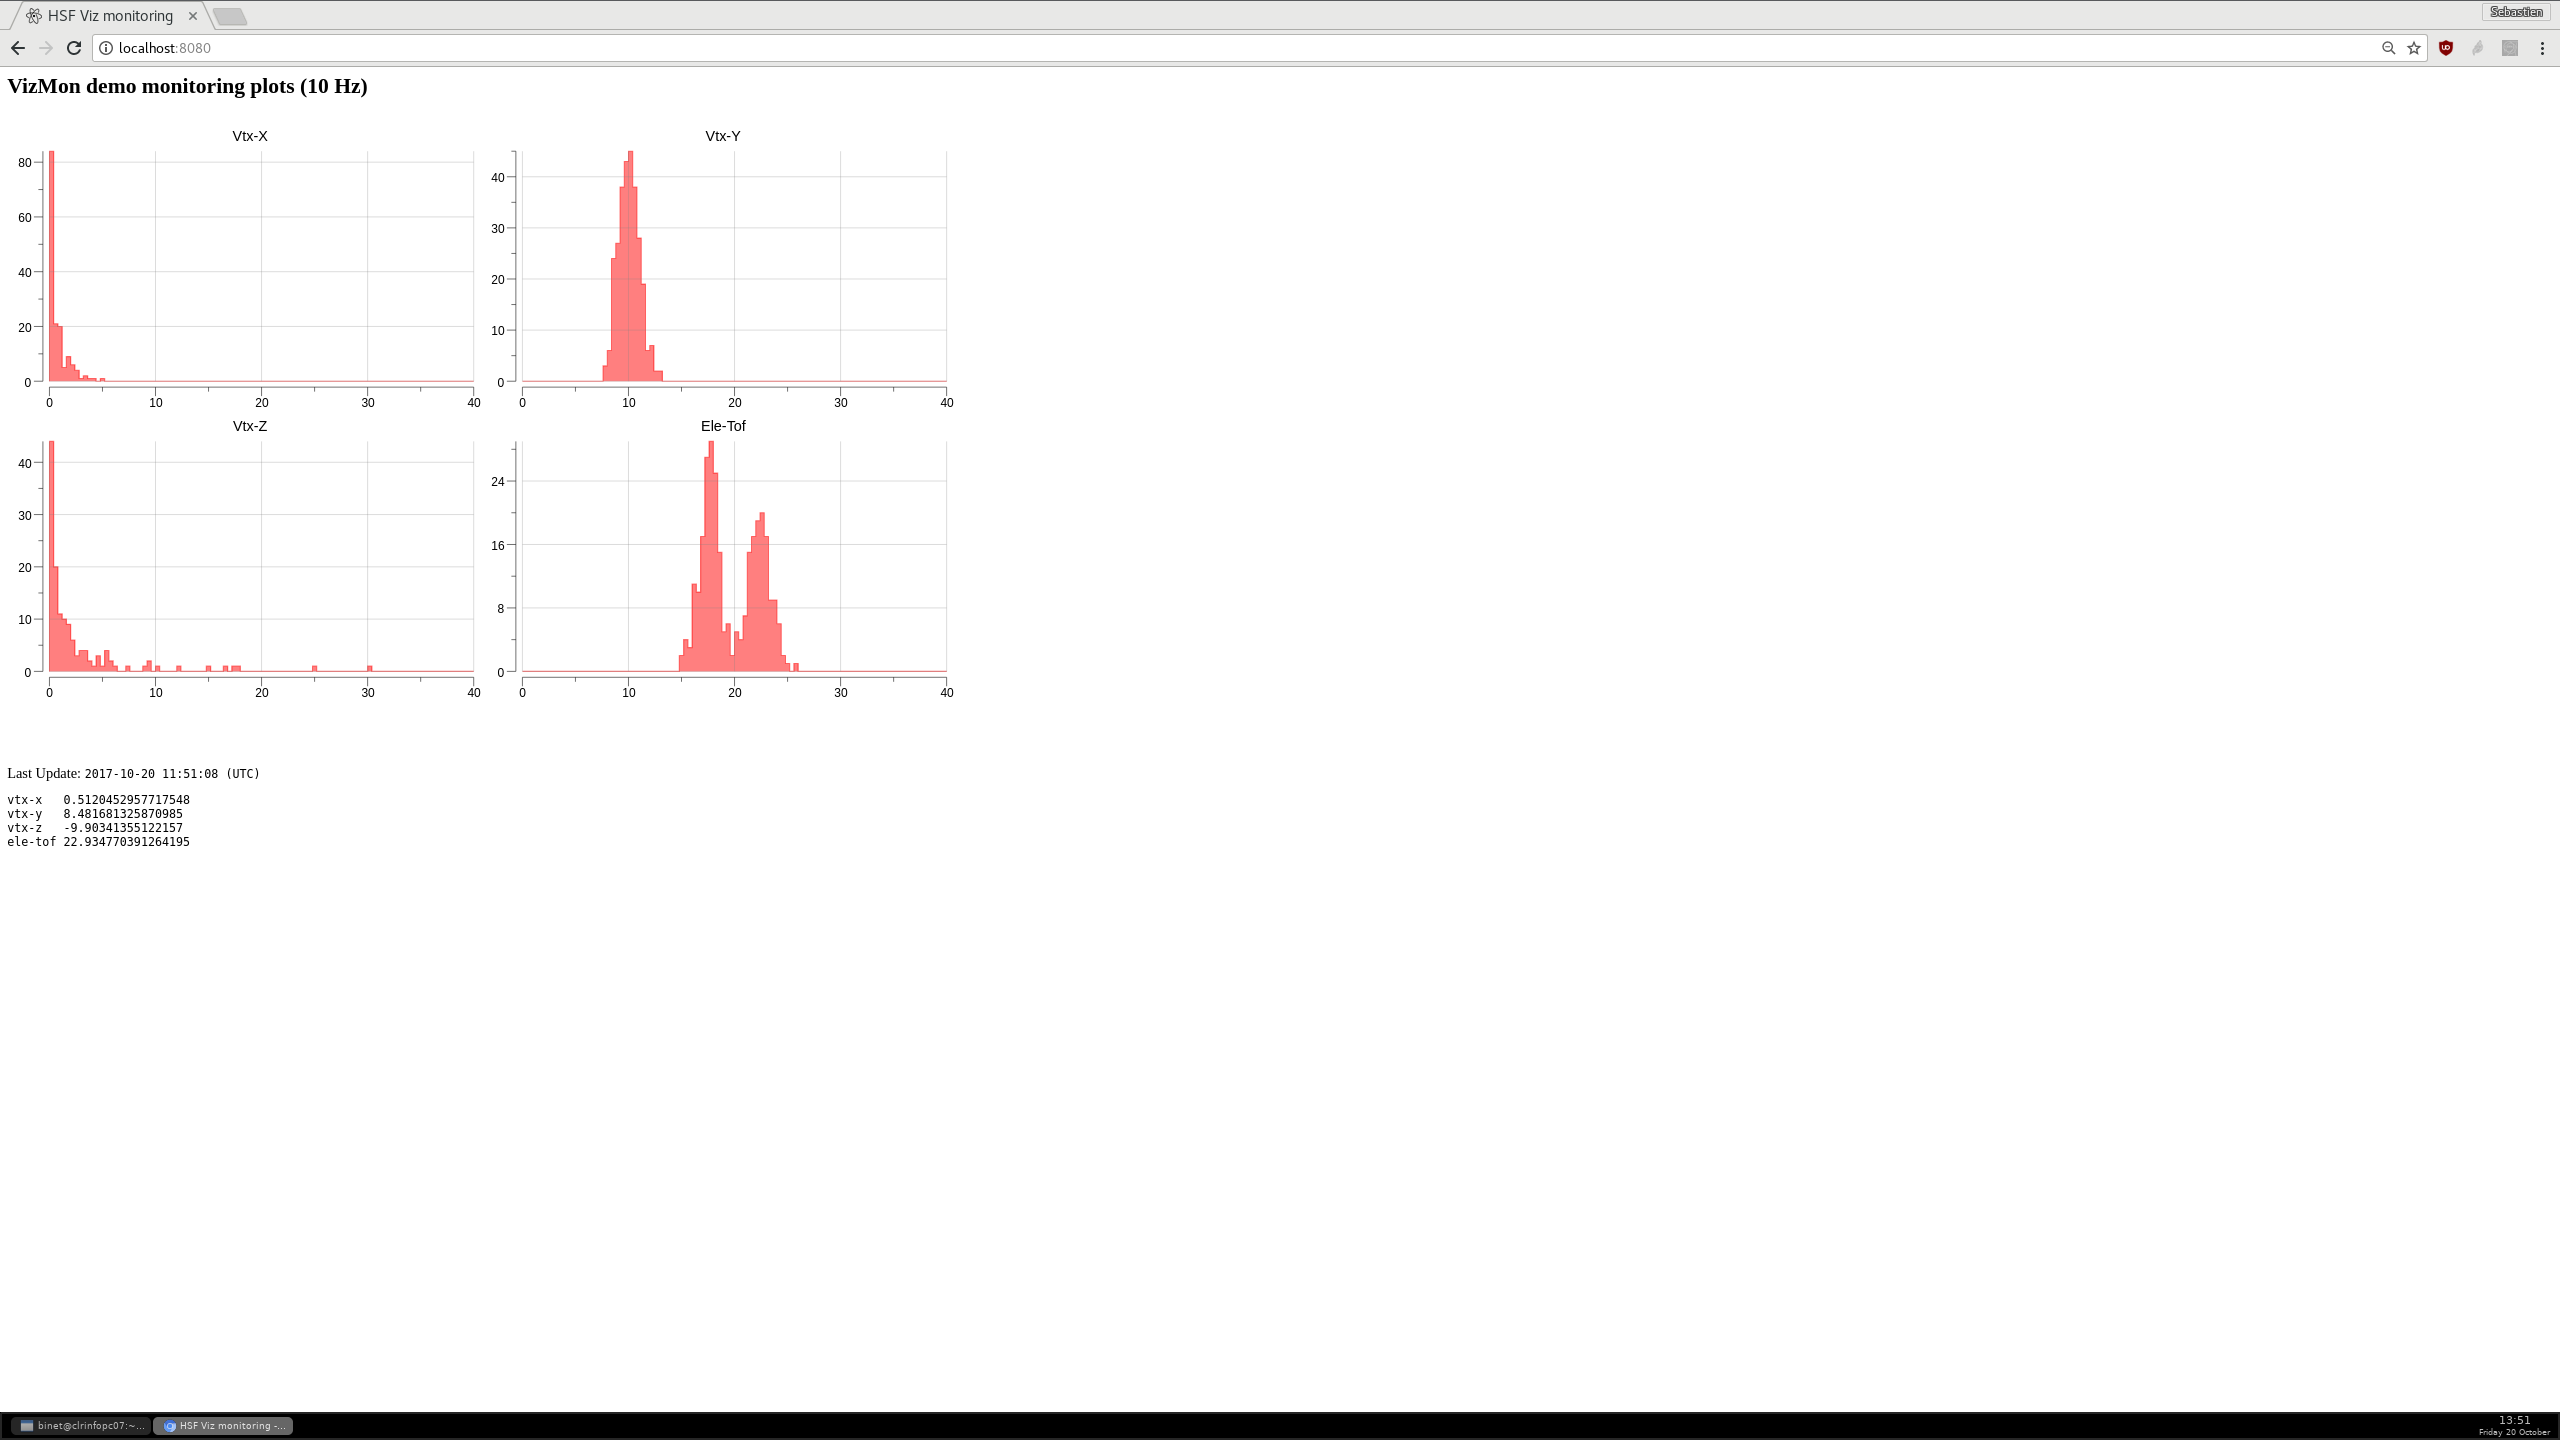 HSF Viz monitoring
Sebastien
localhost:8080
VizMon demo monitoring plots (10 Hz)
Vtx-X
80
60
40
20
0
0 10 20 30 40
Vtx-Y
40
30
20
10
0
0 10 20 30 40
Vtx-Z
40
30
20
10
0
0 10 20 30 40
Ele-Tof
24
16
8
0
0 10 20 30 40
Last Update: 2017-10-20 11:51:08 (UTC)
vtx-x 0.5120452957717548
vtx-y 8.481681325870985
vtx-z -9.90341355122157
ele-tof 22.934770391264195
binet@clrinfopc07:~...
HSF Viz monitoring -...
13:51
Friday 20 October